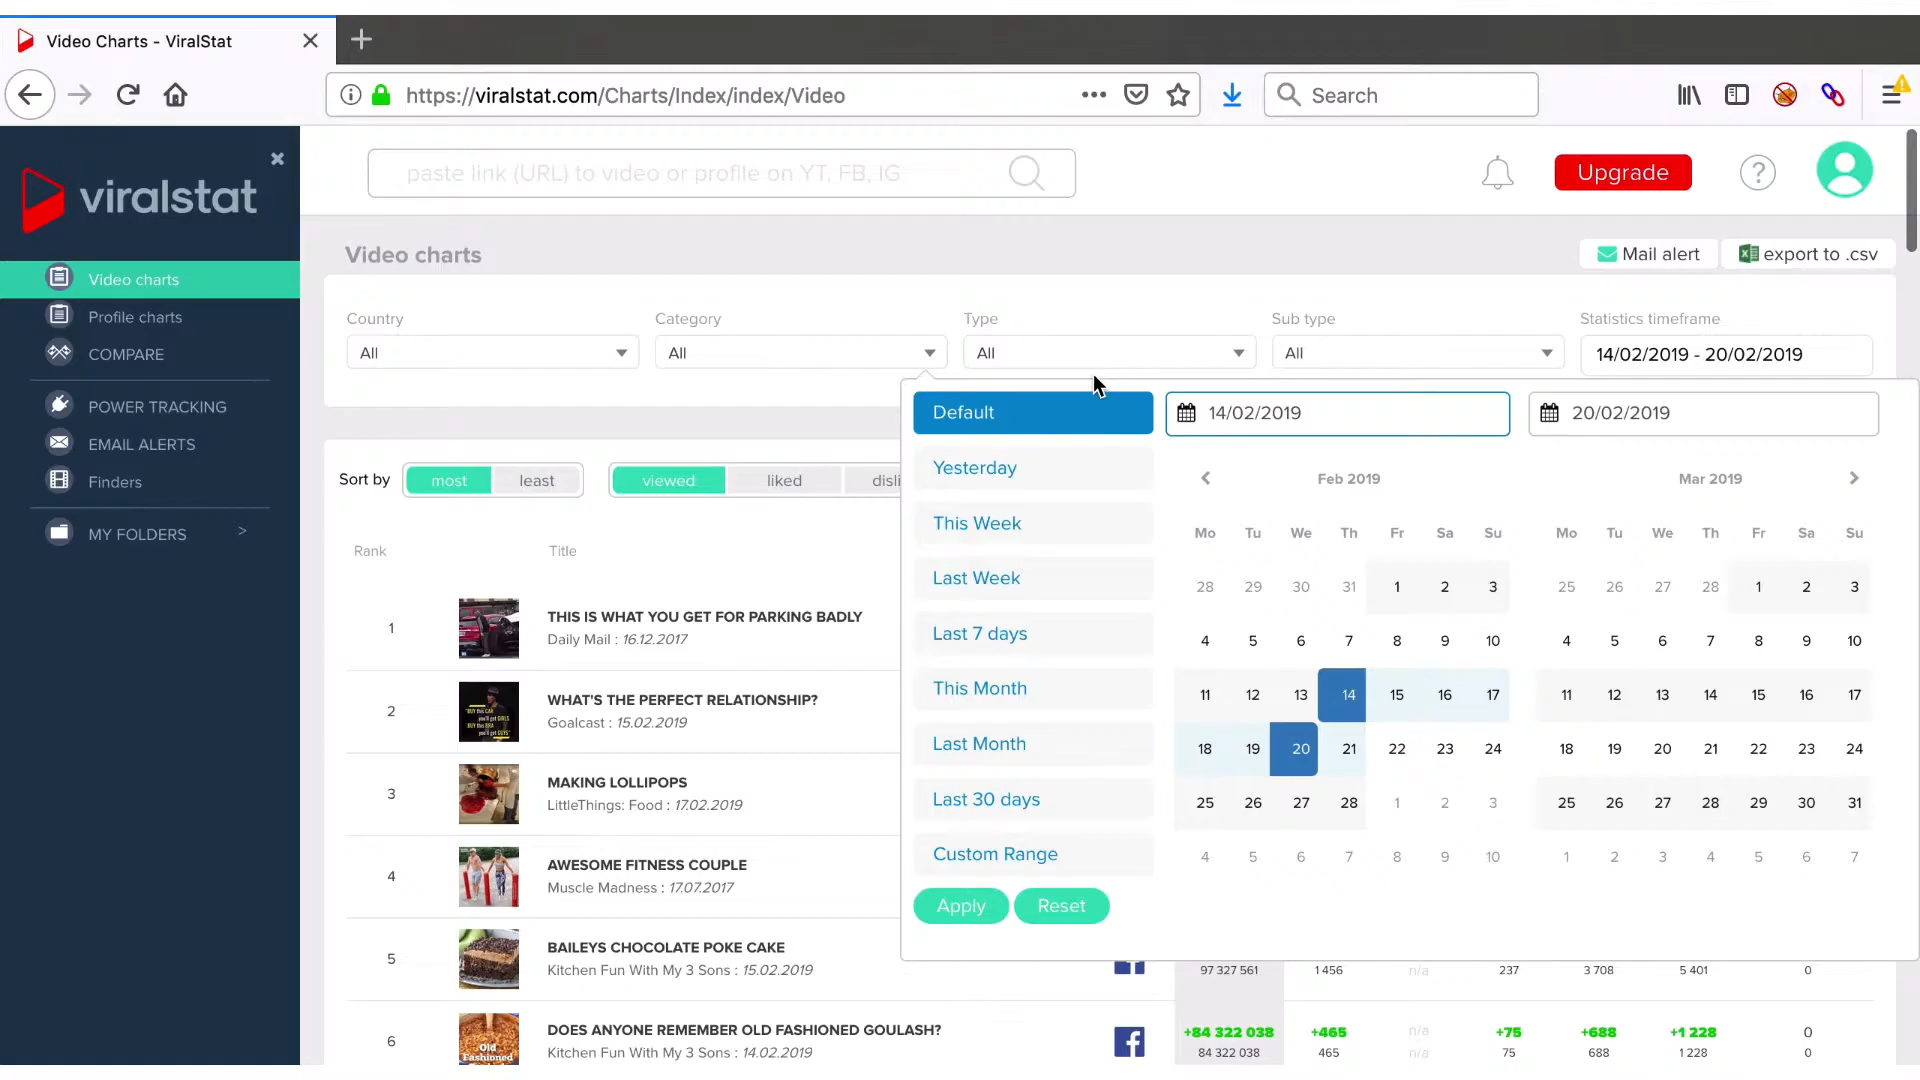 Video Charts - ViralStat
https://viralstat.com/Charts/Index/index/Video
Search
viralstat
paste link (URL) to video or profile on YT, FB, IG
Upgrade
?
Video charts
Profile charts
COMPARE
POWER TRACKING
EMAIL ALERTS
Finders
MY FOLDERS >
Video charts
Mail alert
export to .csv
Country Category Type Sub type Statistics timeframe
All All All All 14/02/2019 - 20/02/2019
Default
Yesterday
This Week
Last Week
Last 7 days
This Month
Last Month
Last 30 days
Custom Range
Apply Reset
14/02/2019 20/02/2019
Feb 2019
Mo Tu We Th Fr Sa Su
28 29 30 31 1 2 3
4 5 6 7 8 9 10
11 12 13 14 15 16 17
18 19 20 21 22 23 24
25 26 27 28 1 2 3
4 5 6 7 8 9 10
Mar 2019
Mo Tu We Th Fr Sa Su
25 26 27 28 1 2 3
4 5 6 7 8 9 10
11 12 13 14 15 16 17
18 19 20 21 22 23 24
25 26 27 28 29 30 31
1 2 3 4 5 6 7
Sort by most least viewed liked disli
Rank Title
1 THIS IS WHAT YOU GET FOR PARKING BADLY
Daily Mail : 16.12.2017
2 WHAT'S THE PERFECT RELATIONSHIP?
Goalcast : 15.02.2019
3 MAKING LOLLIPOPS
LittleThings: Food : 17.02.2019
4 AWESOME FITNESS COUPLE
Muscle Madness : 17.07.2017
5 BAILEYS CHOCOLATE POKE CAKE
Kitchen Fun With My 3 Sons : 15.02.2019
97 327 561 1 456 n/a 237 3 708 5 401 0
6 DOES ANYONE REMEMBER OLD FASHIONED GOULASH?
Kitchen Fun With My 3 Sons : 14.02.2019
Old
Fashioned
+84 322 038 +465 n/a +75 +688 +1 228 0
84 322 038 465 n/a 75 688 1 228 0